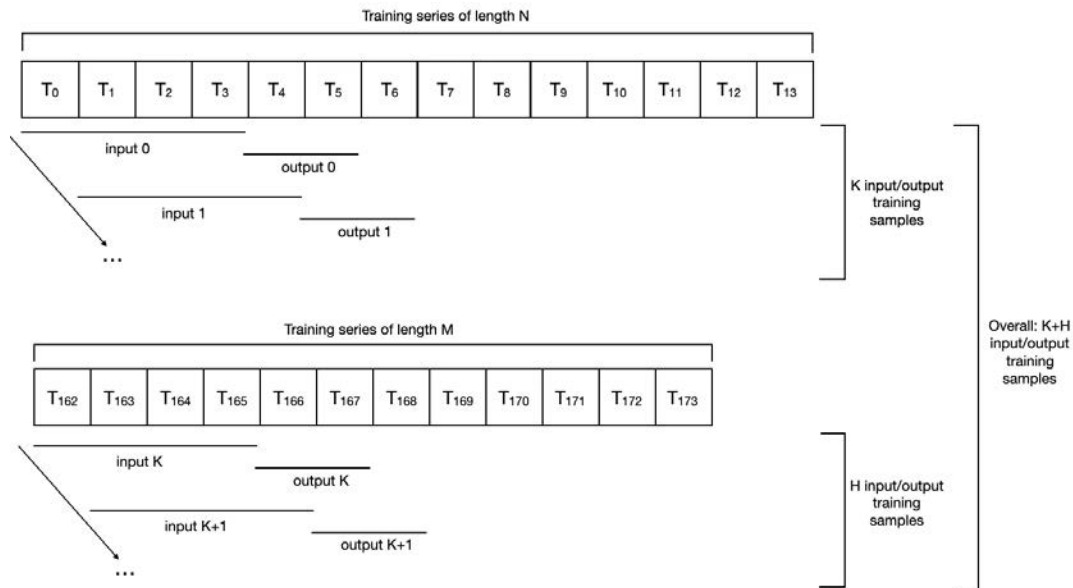 Training series of length N
T₀ T₁ T₂ T₃ T₄ T₅ T₆ T₇ T₈ T₉ T₁₀ T₁₁ T₁₂ T₁₃
input 0
output 0
input 1
output 1
...
K input/output
training
samples
Training series of length M
T₁₆₂ T₁₆₃ T₁₆₄ T₁₆₅ T₁₆₆ T₁₆₇ T₁₆₈ T₁₆₉ T₁₇₀ T₁₇₁ T₁₇₂ T₁₇₃
input K
output K
input K+1
output K+1
...
H input/output
training
samples
Overall: K+H
input/output
training
samples